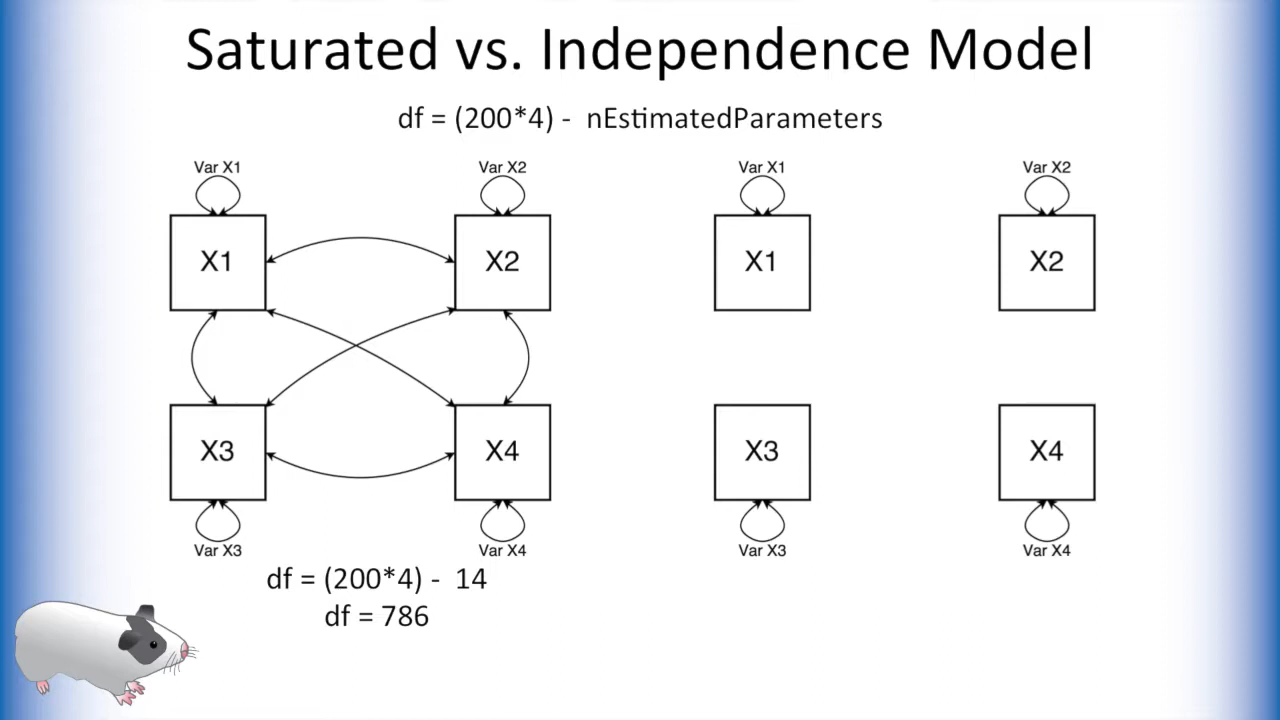 Saturated vs. Independence Model
df = (200*4) - nEstimatedParameters
Var X1
Var X2
Var X1
Var X2
X1
X2
X1
X2
X3
X4
X3
X4
Var X3
Var X4
Var X3
Var X4
df = (200*4) - 14
df = 786